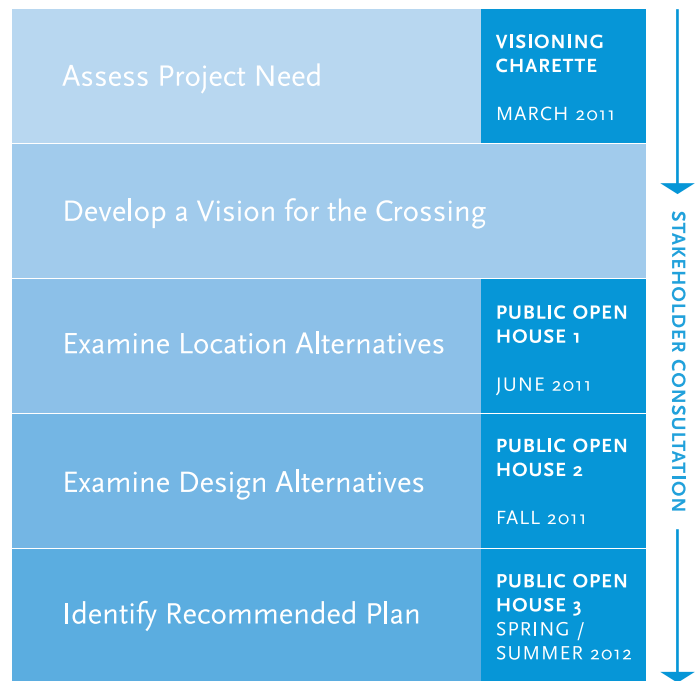 Assess Project Need
VISIONING
CHARETTE
MARCH 2011
Develop a Vision for the Crossing
Examine Location Alternatives
PUBLIC OPEN
HOUSE 1
JUNE 2011
Examine Design Alternatives
PUBLIC OPEN
HOUSE 2
FALL 2011
Identify Recommended Plan
PUBLIC OPEN
HOUSE 3
SPRING /
SUMMER 2012
STAKEHOLDER CONSULTATION